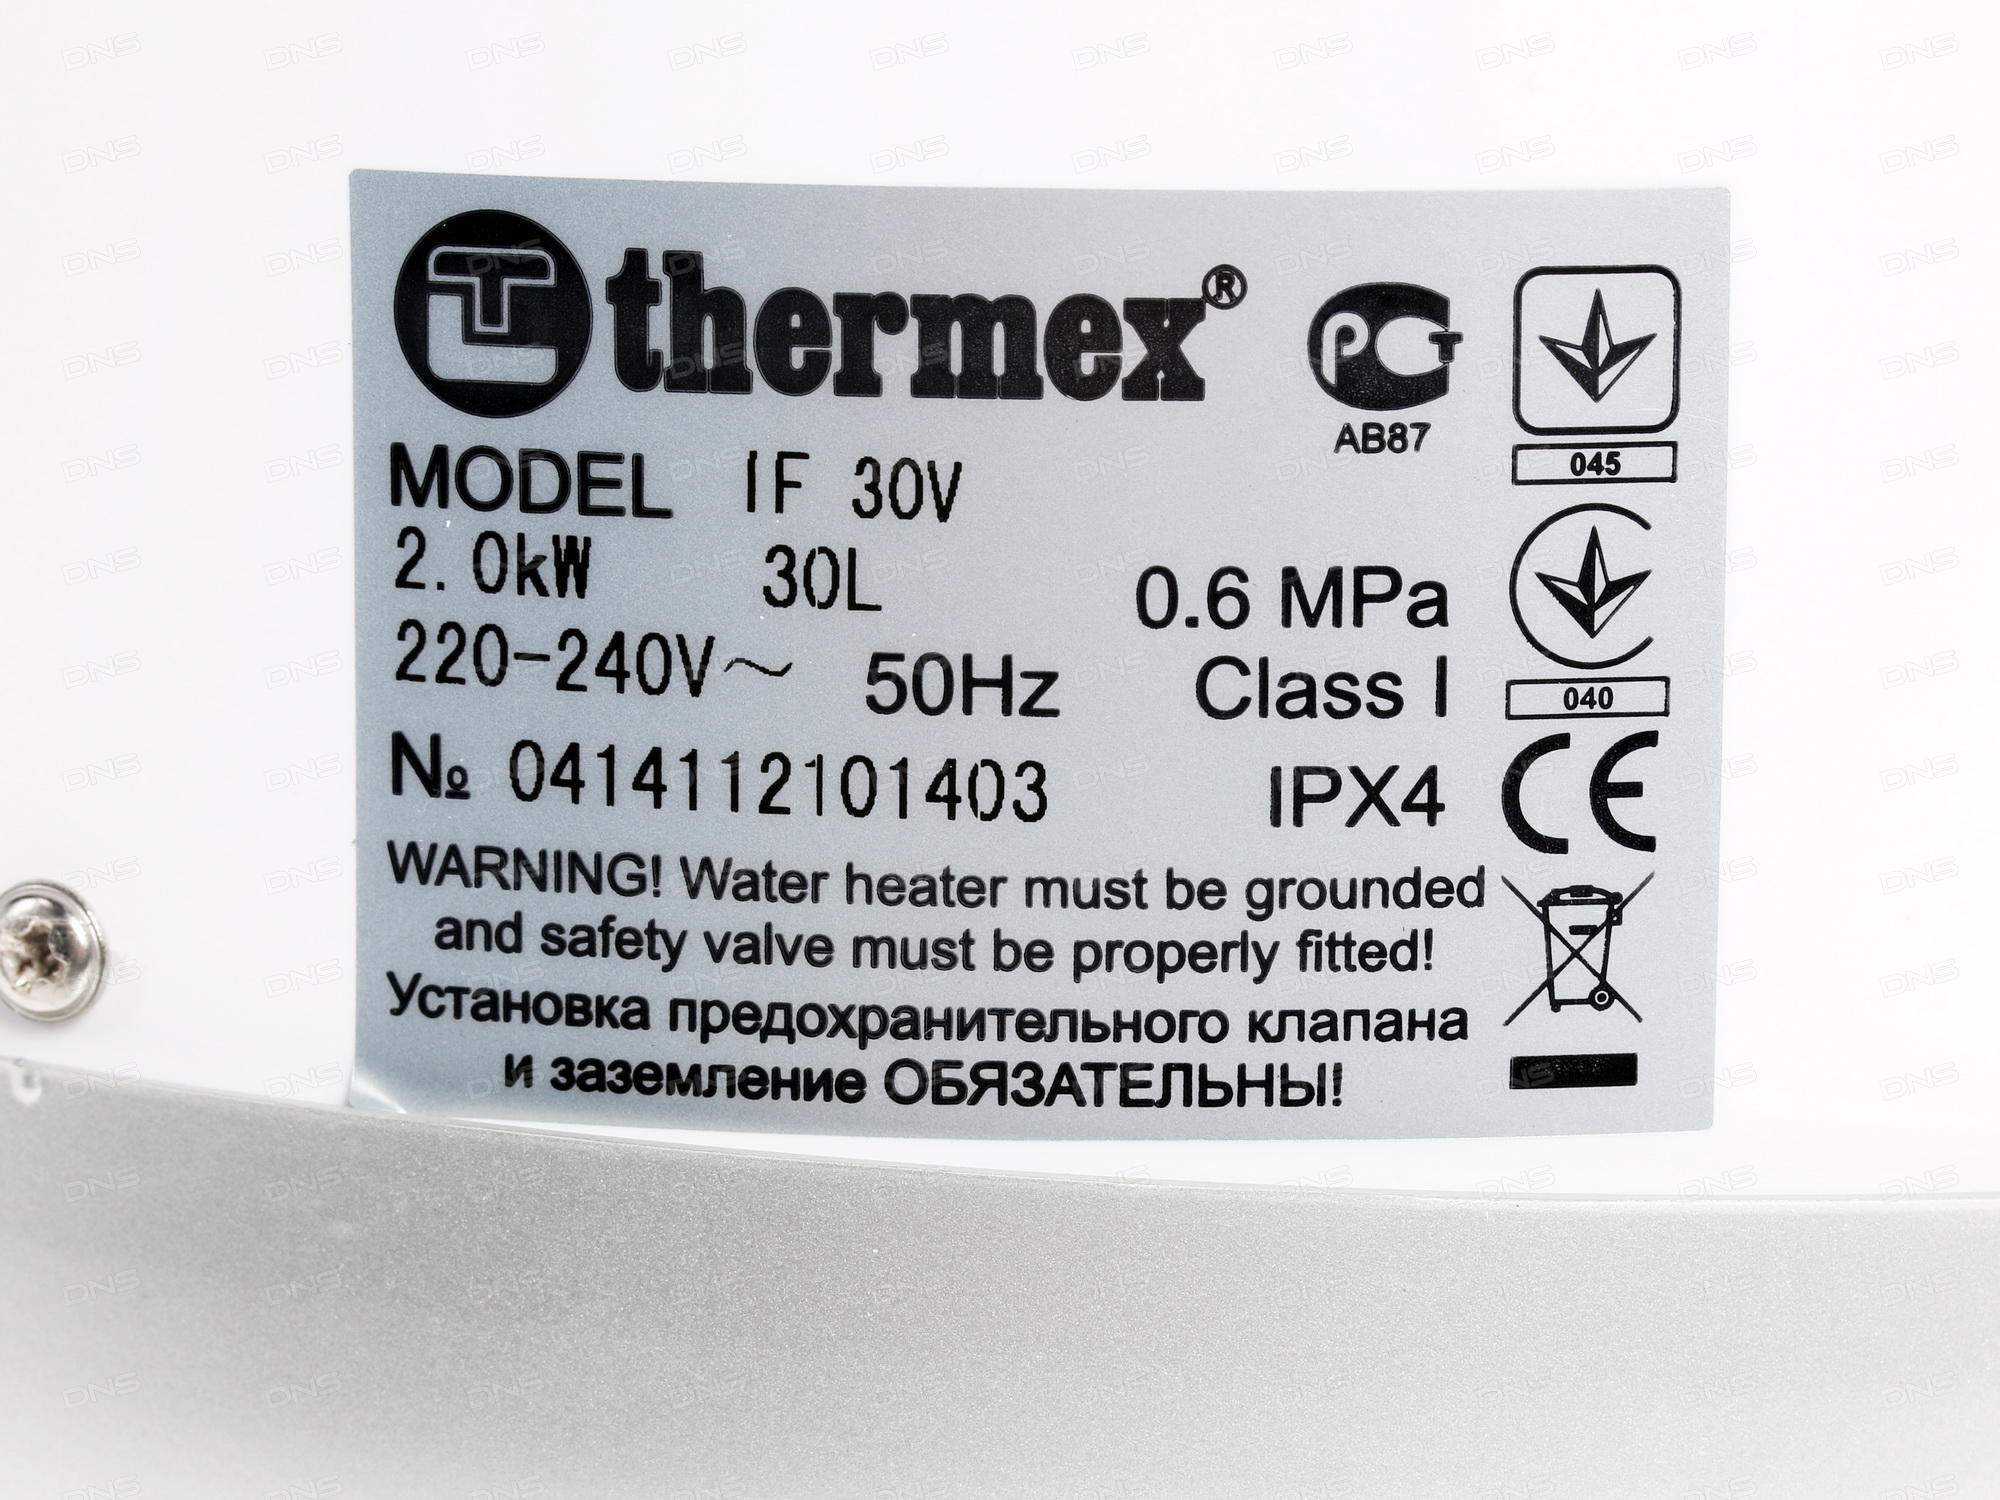 thermex®
РСТ
АВ87
045
MODEL IF 30V
2.0kW 30L 0.6 MPa
040
220-240V~ 50Hz Class I
№ 0414112101403 IPX4
CE
WARNING! Water heater must be grounded
and safety valve must be properly fitted!
Установка предохранительного клапана
и заземление ОБЯЗАТЕЛЬНЫ!
DNS